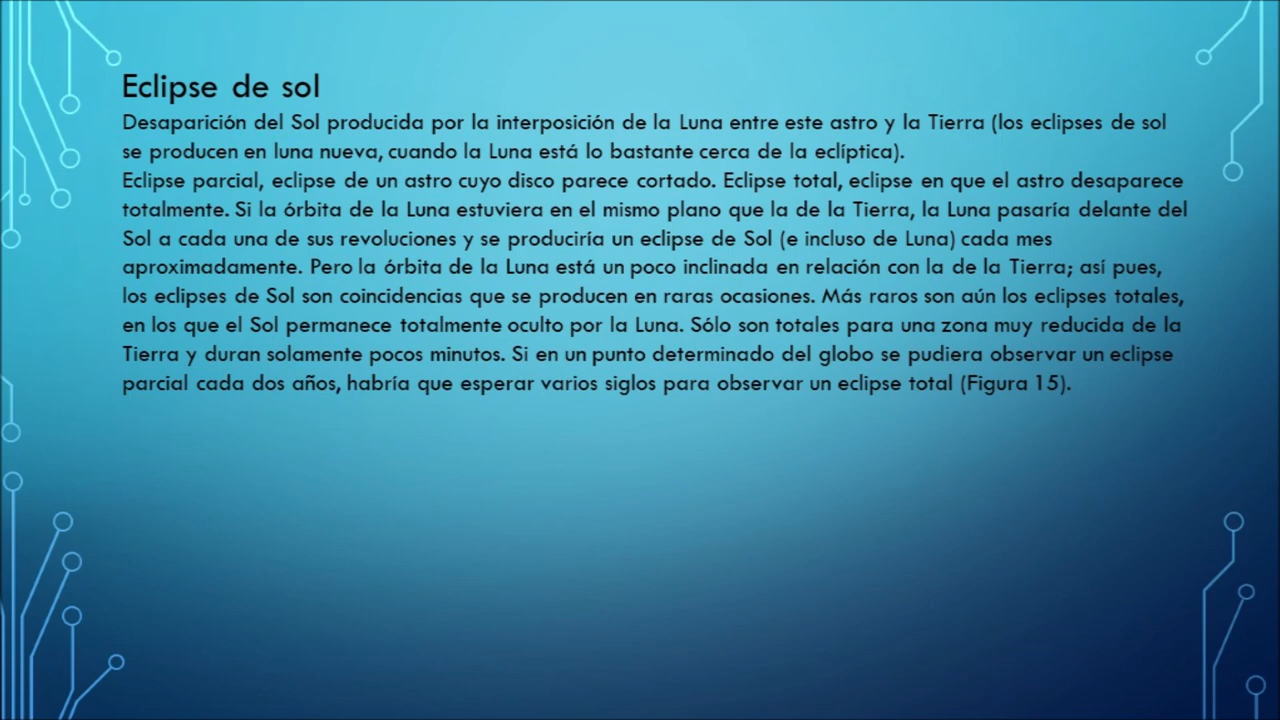 Eclipse de sol
Desaparición del Sol producida por la interposición de la Luna entre este astro y la Tierra (los eclipses de sol
se producen en luna nueva, cuando la Luna está lo bastante cerca de la eclíptica).
Eclipse parcial, eclipse de un astro cuyo disco parece cortado. Eclipse total, eclipse en que el astro desaparece
totalmente. Si la órbita de la Luna estuviera en el mismo plano que la de la Tierra, la Luna pasaría delante del
Sol a cada una de sus revoluciones y se produciría un eclipse de Sol (e incluso de Luna) cada mes
aproximadamente. Pero la órbita de la Luna está un poco inclinada en relación con la de la Tierra; así pues,
los eclipses de Sol son coincidencias que se producen en raras ocasiones. Más raros son aún los eclipses totales,
en los que el Sol permanece totalmente oculto por la Luna. Sólo son totales para una zona muy reducida de la
Tierra y duran solamente pocos minutos. Si en un punto determinado del globo se pudiera observar un eclipse
parcial cada dos años, habría que esperar varios siglos para observar un eclipse total (Figura 15).